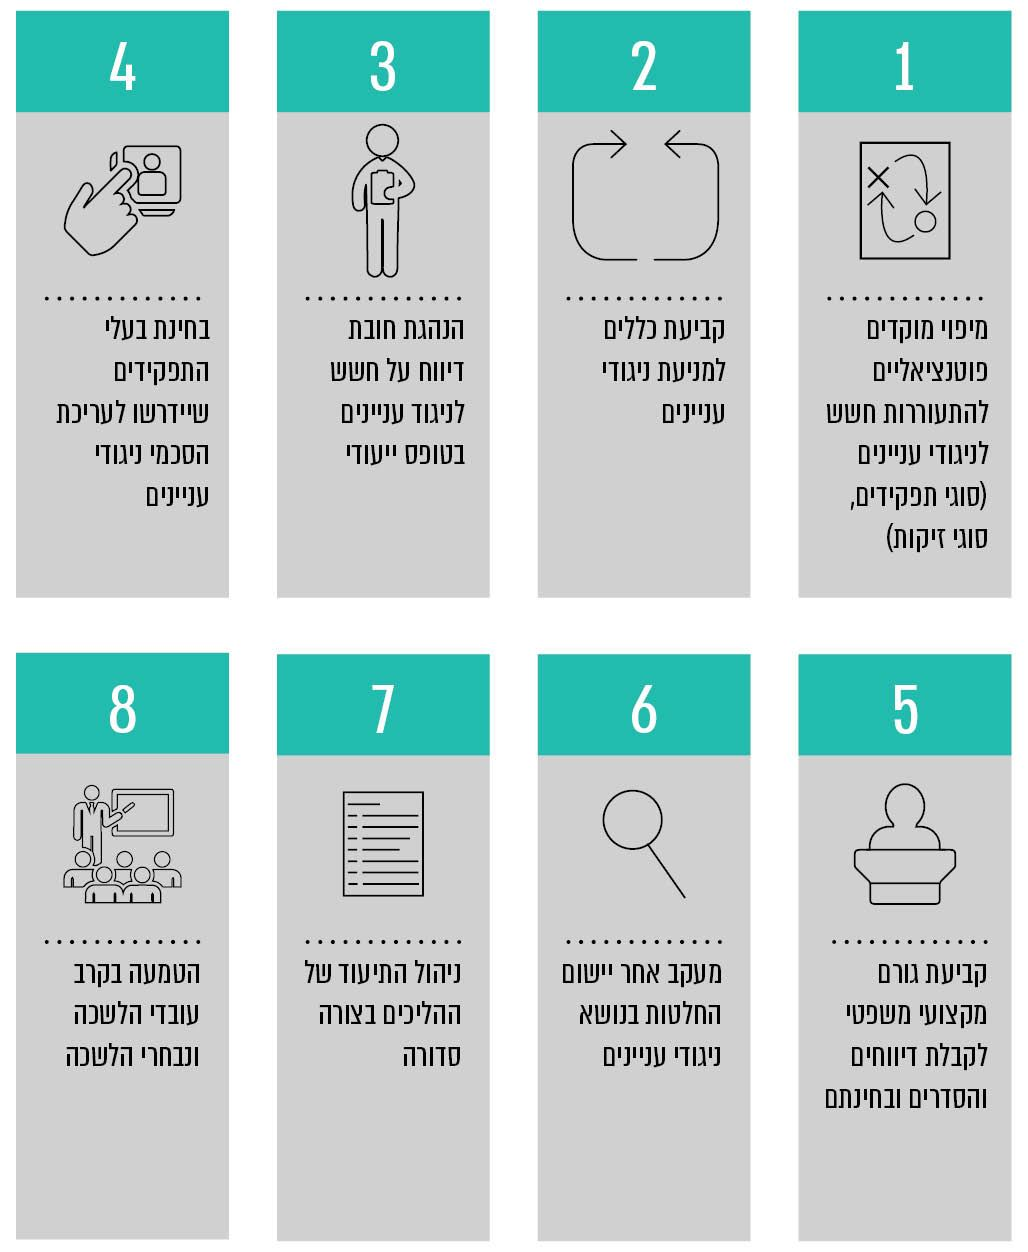 1
מיפוי מוקדים
פוטנציאליים
להתעוררות חשש
לניגודי עניינים
(סוגי תפקידים,
סוגי זיקות)
2
קביעת כללים
למניעת ניגודי
עניינים
3
הנהגת חובת
דיווח על חשש
לניגוד עניינים
בטופס ייעודי
4
בחינת בעלי
התפקידים
שיידרשו לעריכת
הסכמי ניגודי
עניינים
5
קביעת גורם
מקצועי משפטי
לקבלת דיווחים
והסדרים ובחינתם
6
מעקב אחר יישום
החלטות בנושא
ניגודי עניינים
7
ניהול התיעוד של
ההליכים בצורה
סדורה
8
הטמעה בקרב
עובדי הלשכה
ונבחרי הלשכה